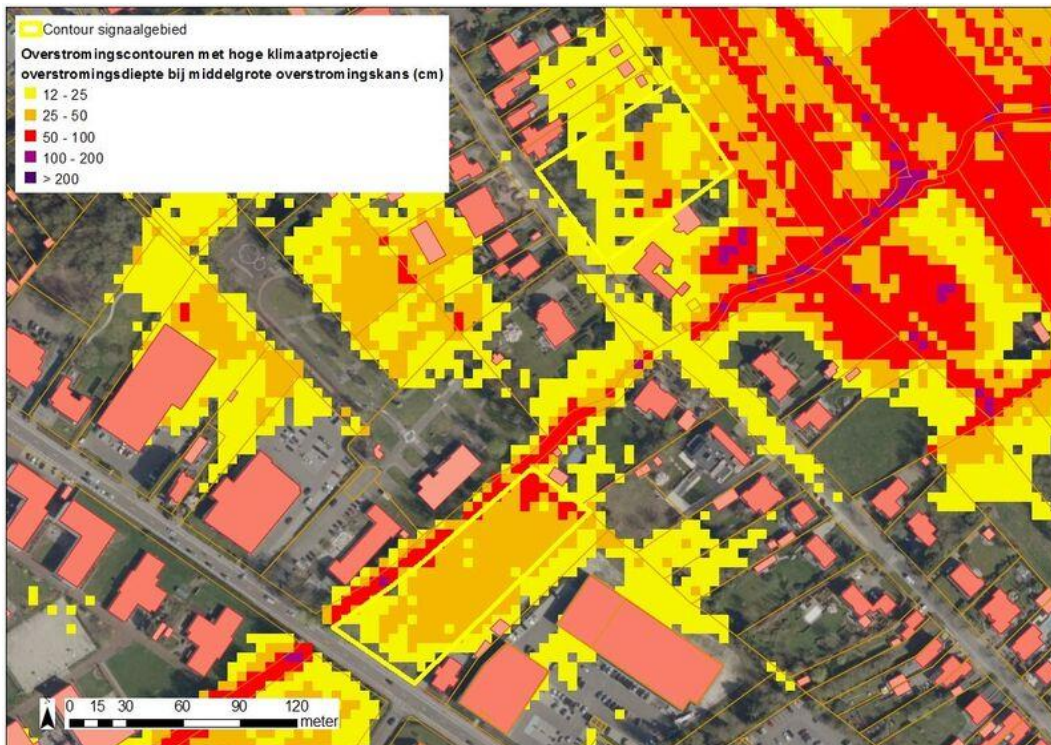 Contour signaalgebied
Overstromingscontouren met hoge klimaatprojectie
overstromingsdiepte bij middelgrote overstromingskans (cm)
12 - 25
25 - 50
50 - 100
100 - 200
> 200
0 15 30 60 90 120
meter